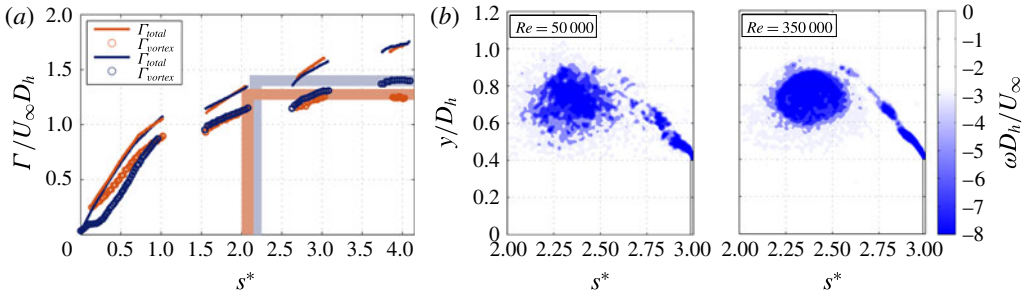 (a)
2.0
1.5
1.0
0.5
0
0.5
1.0
1.5
2.0
2.5
3.0
3.5
4.0
Γ/U∞Dh
s*
Γtotal
Γvortex
Γtotal
Γvortex
(b)
1.2
1.0
0.8
0.6
0.4
0.2
0
y/Dh
Re = 50 000
2.00
2.25
2.50
2.75
3.00
s*
Re = 350 000
2.00
2.25
2.50
2.75
3.00
s*
0
−1
−2
−3
−4
−5
−6
−7
−8
ωDh/U∞